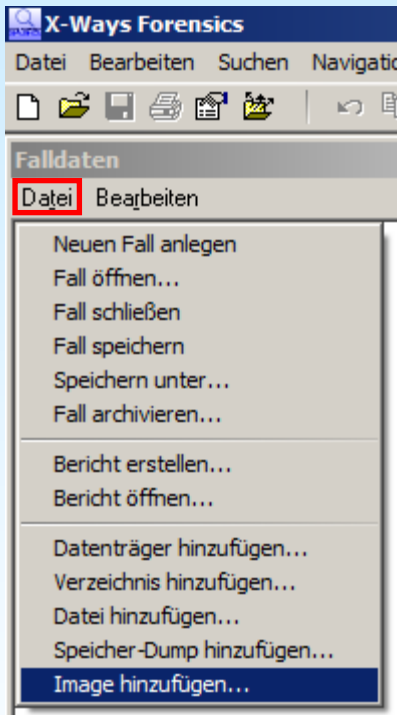 X-Ways Forensics
Datei Bearbeiten Suchen
Falldaten
Datei Bearbeiten
Neuen Fall anlegen
Fall öffnen...
Fall schließen
Fall speichern
Speichern unter...
Fall archivieren...
Bericht erstellen...
Bericht öffnen...
Datenträger hinzufügen...
Verzeichnis hinzufügen...
Datei hinzufügen...
Speicher-Dump hinzufügen...
Image hinzufügen...